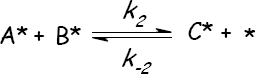 k2
A* + B* ⇌ C* + *
k-2